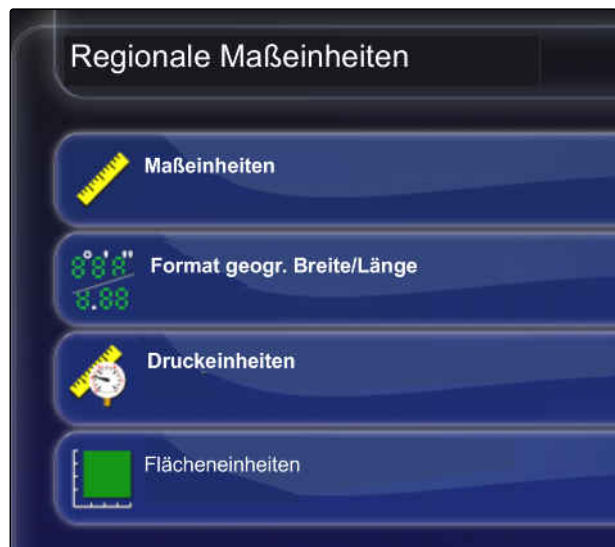 Regionale Maßeinheiten
Maßeinheiten
Format geogr. Breite/Länge
Druckeinheiten
Flächeneinheiten